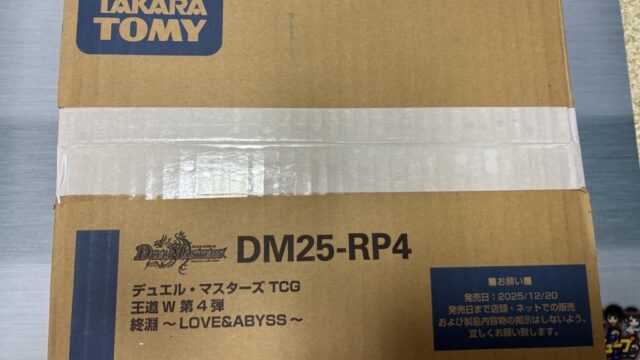 TAKARA
TOMY
DUEL MASTERS
DM25-RP4
デュエル・マスターズ TCG
王道 W 第4弾
終淵 ～ LOVE&ABYSS ～
■お願い■
発売日：2025/12/20
発売日まで店頭・ネットでの販売
および製品内容物の掲示はしないよう、
宜しくお願い致します。